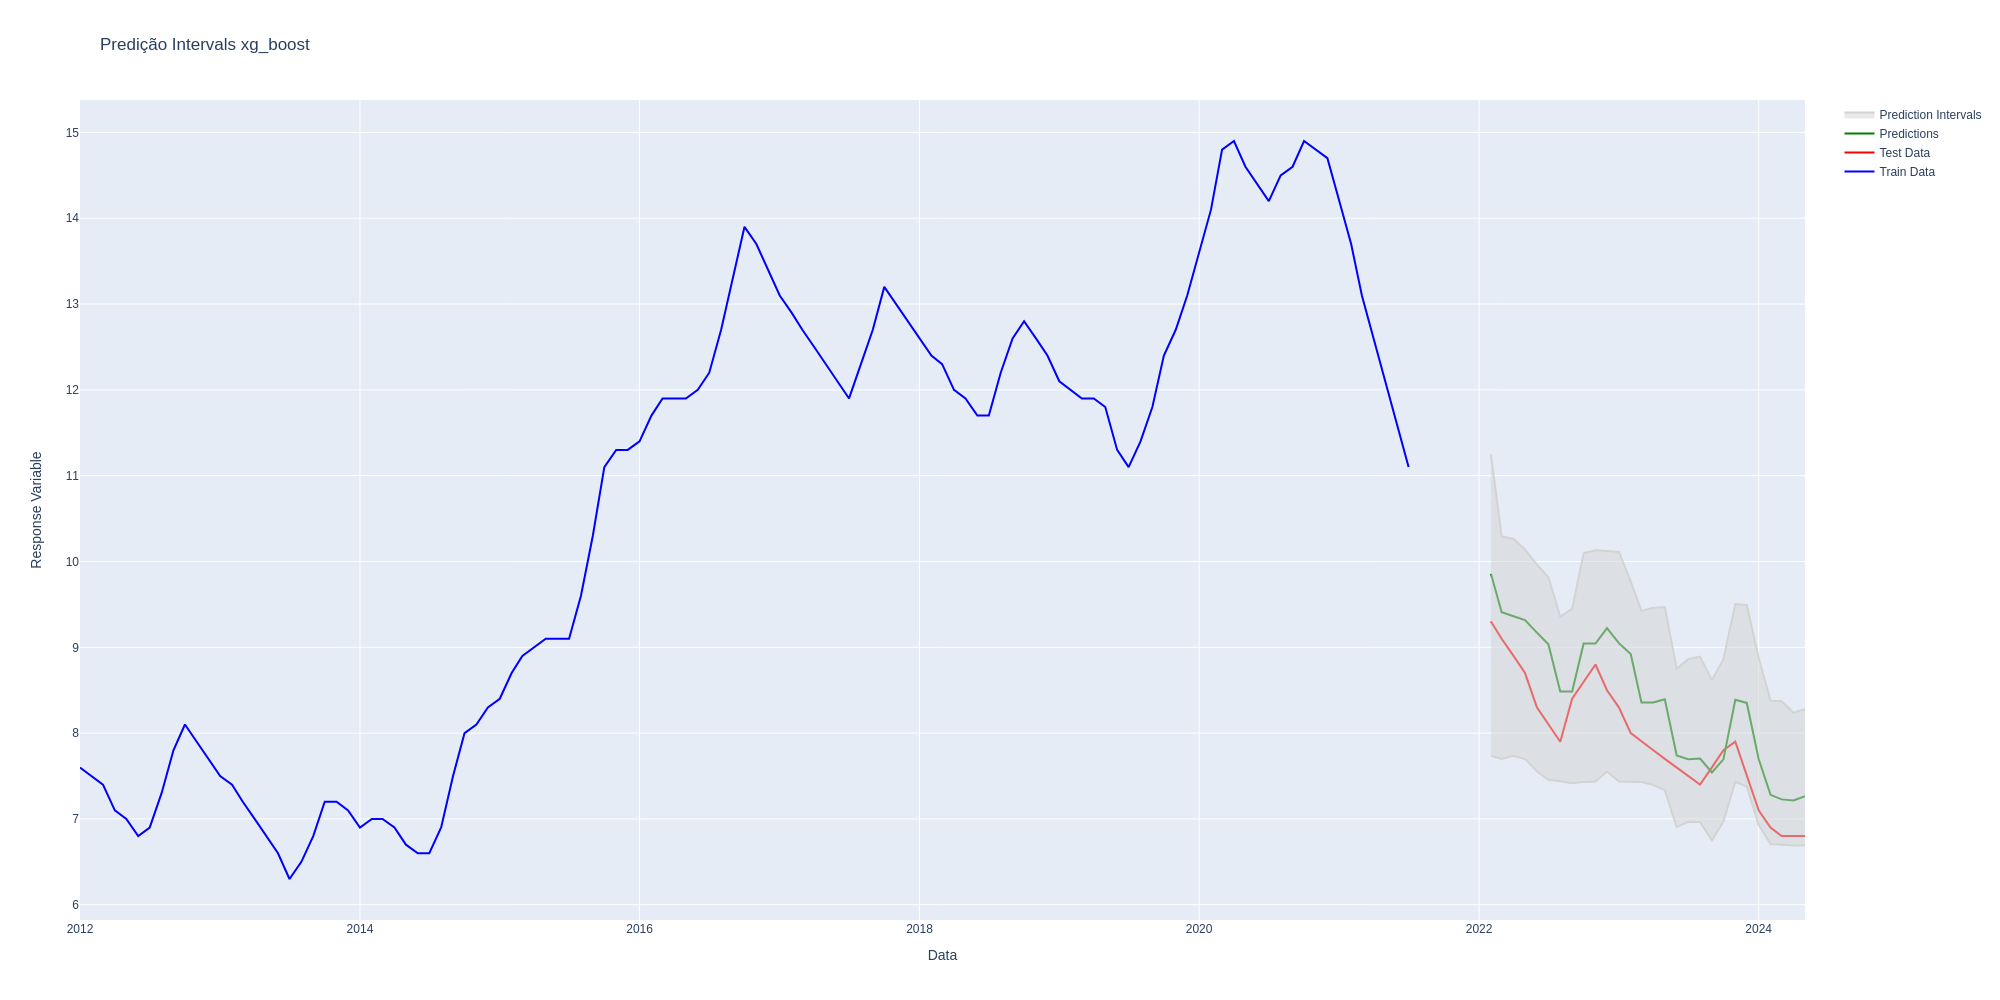 Predição Intervals xg_boost
Prediction Intervals
Predictions
Test Data
Train Data
Response Variable
15
14
13
12
11
10
9
8
7
6
2012
2014
2016
2018
2020
2022
2024
Data